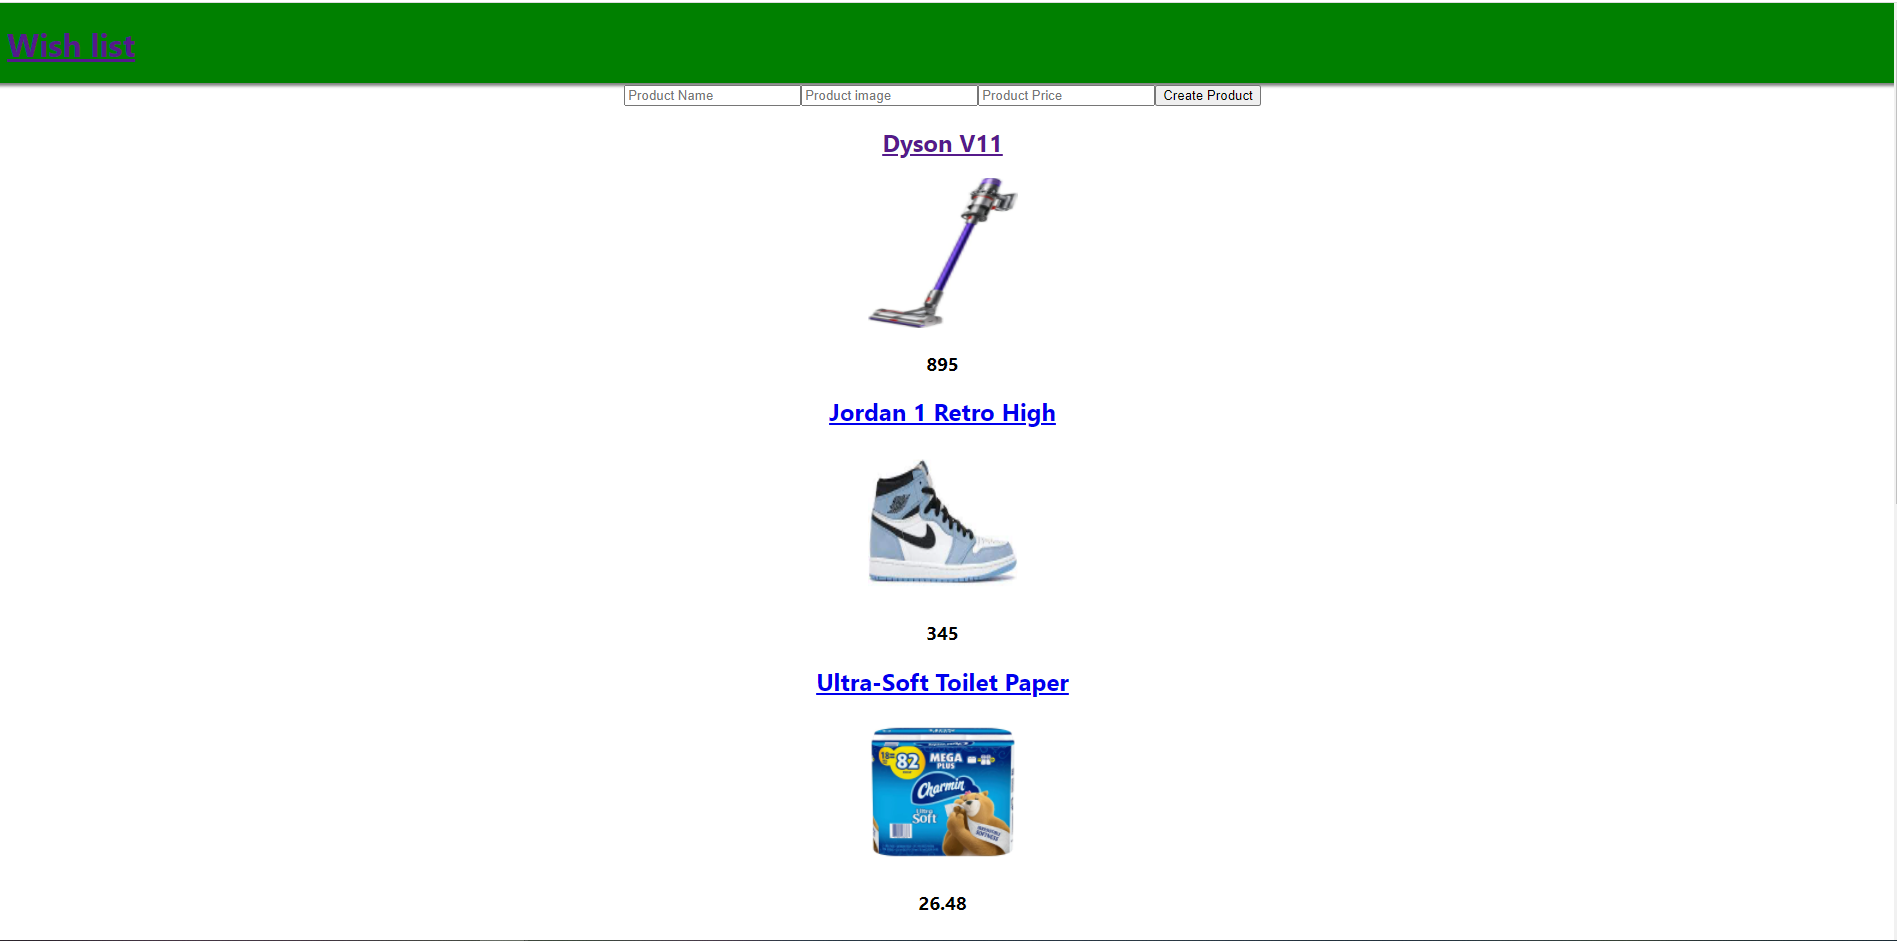 Wish list
Product Name Product image Product Price Create Product
Dyson V11
895
Jordan 1 Retro High
345
Ultra-Soft Toilet Paper
18= 82 MEGA
PLUS
Charmin
Ultra
Soft
26.48